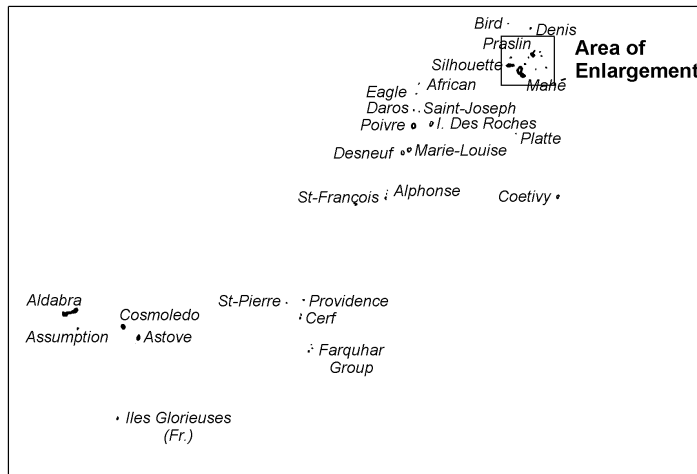 Bird
Denis
Praslin
Area of
Enlargement
Silhouette
Mahé
Eagle
African
Daros
Saint-Joseph
Poivre
I. Des Roches
Platte
Desneuf
Marie-Louise
St-François
Alphonse
Coetivy
Aldabra
St-Pierre
Providence
Cosmoledo
Cerf
Assumption
Astove
Farquhar
Group
Iles Glorieuses
(Fr.)